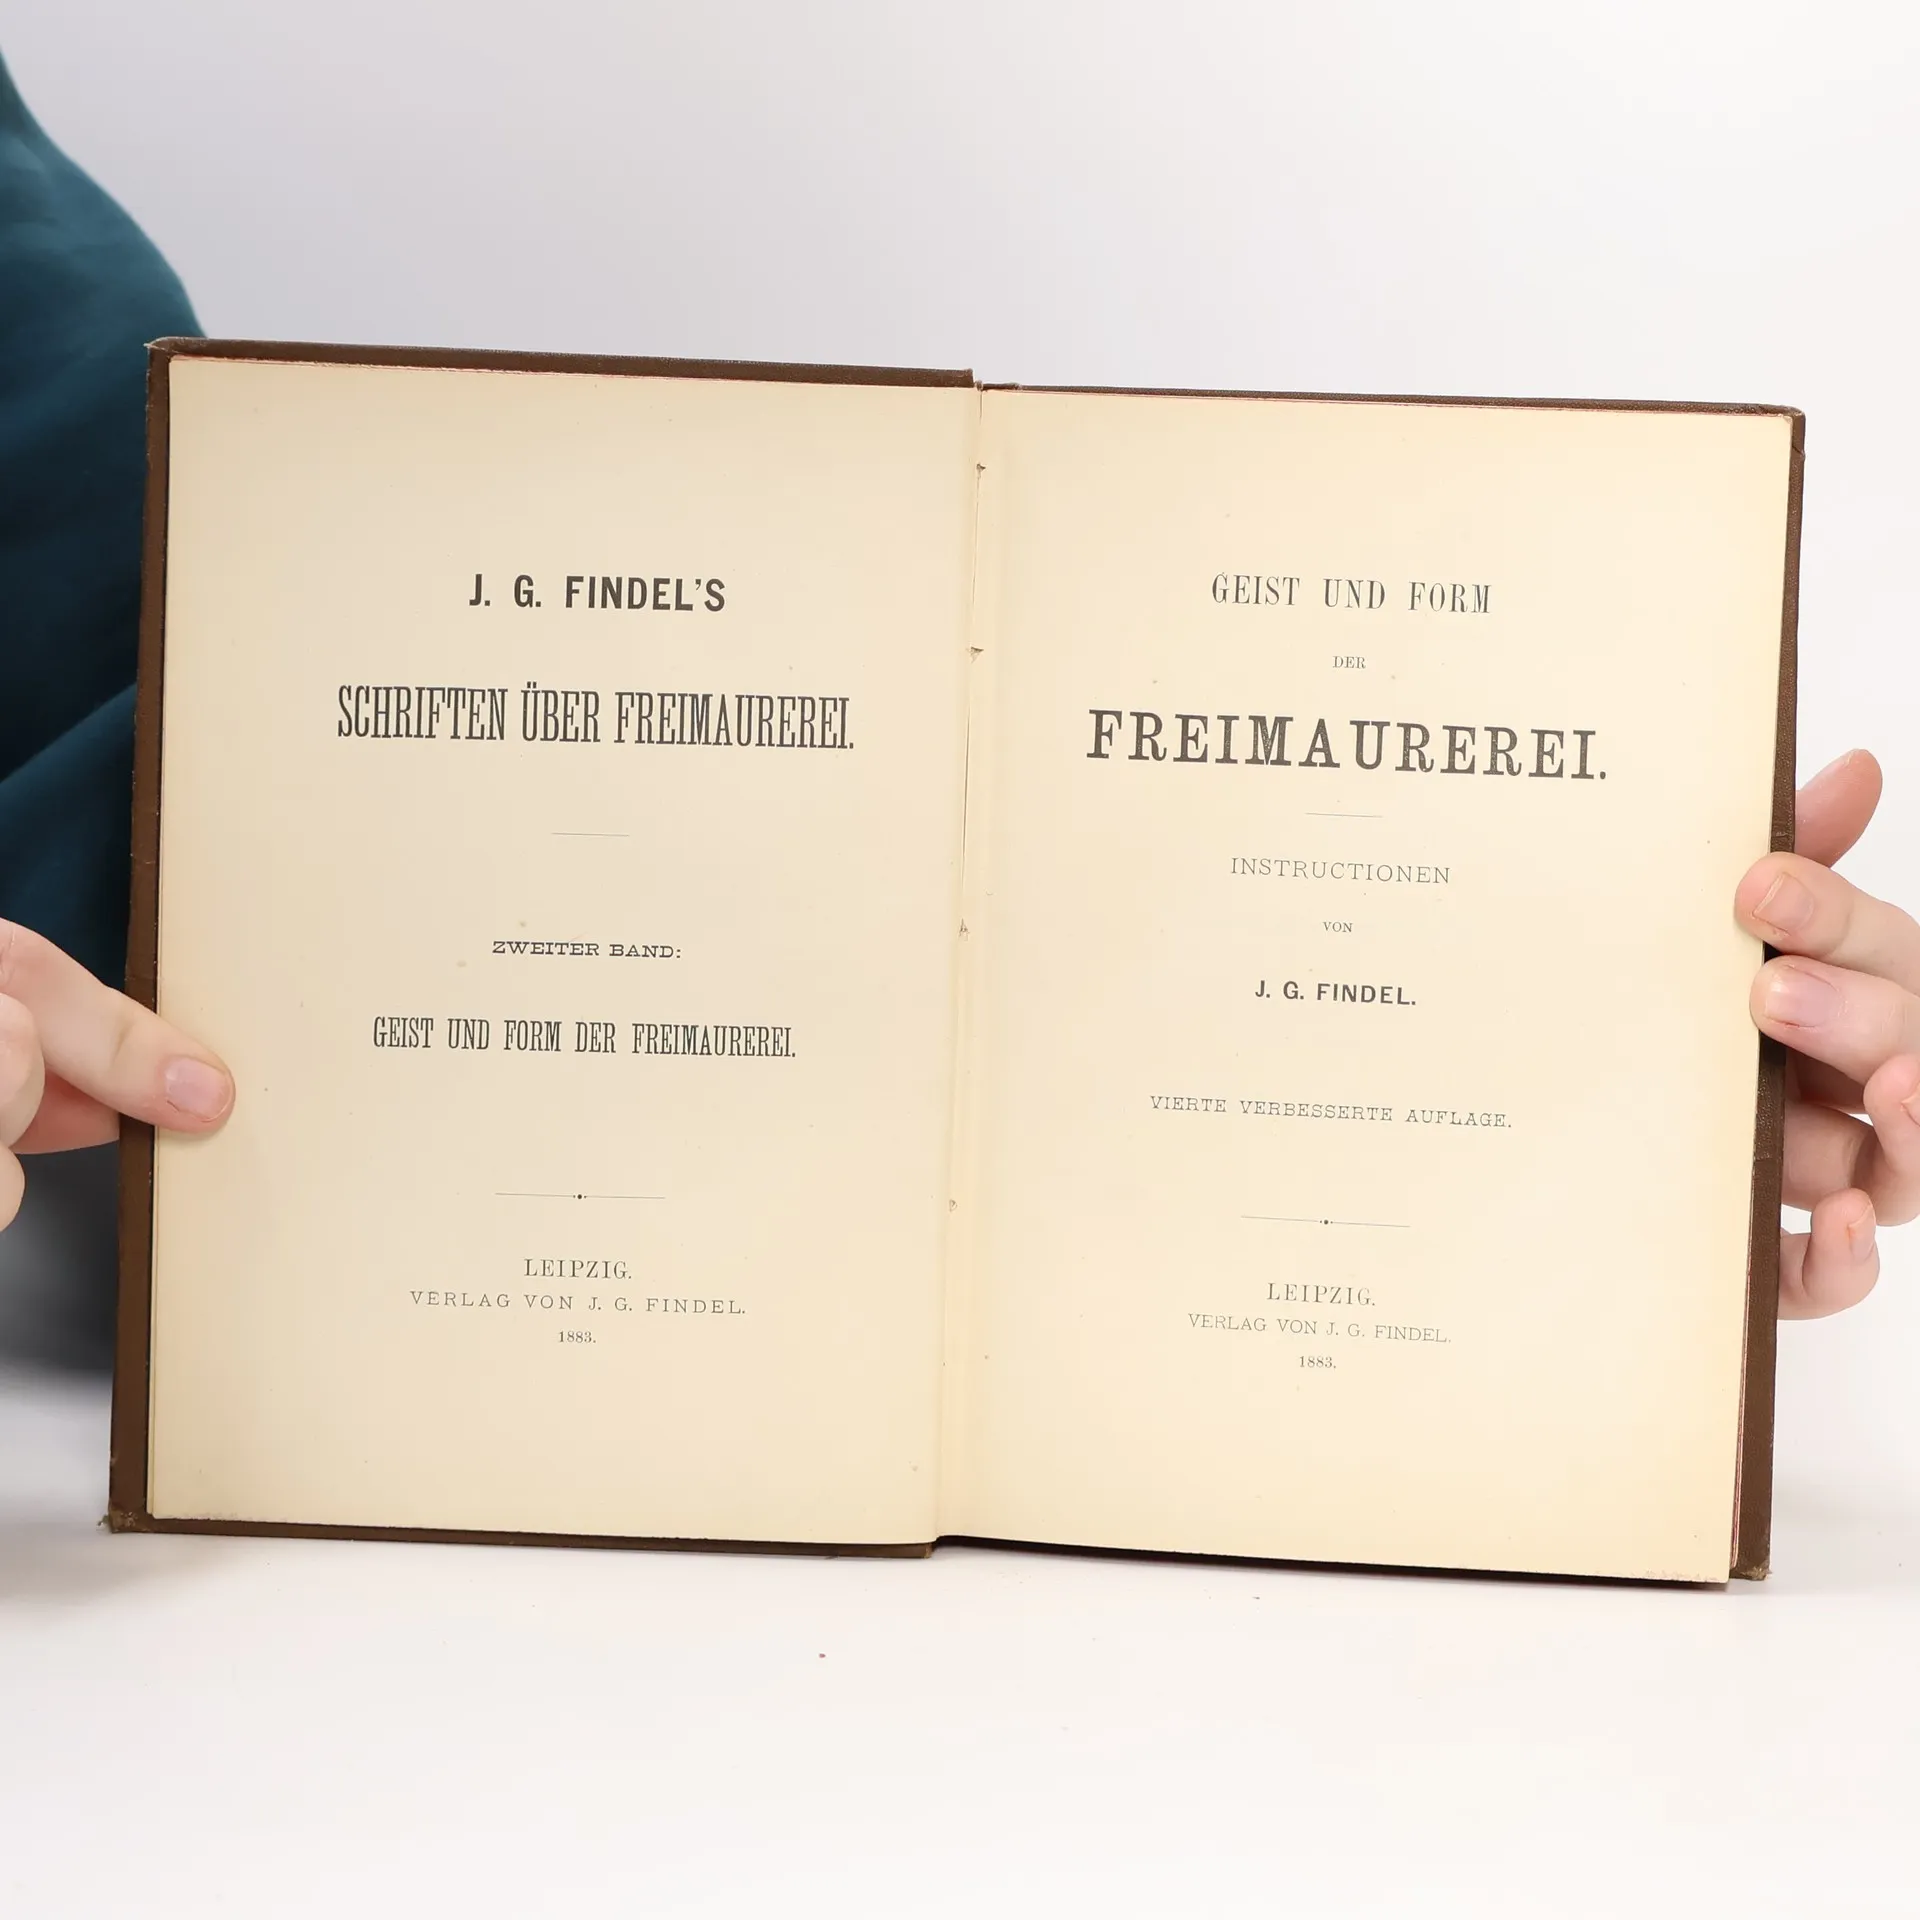 J. G. FINDEL'S
SCHRIFTEN ÜBER FREIMAUREREI.
ZWEITER BAND:
GEIST UND FORM DER FREIMAUREREI.
LEIPZIG.
VERLAG VON J. G. FINDEL.
1883.
GEIST UND FORM
DER
FREIMAUREREI.
INSTRUCTIONEN
VON
J. G. FINDEL.
VIERTE VERBESSERTE AUFLAGE.
LEIPZIG.
VERLAG VON J. G. FINDEL.
1883.